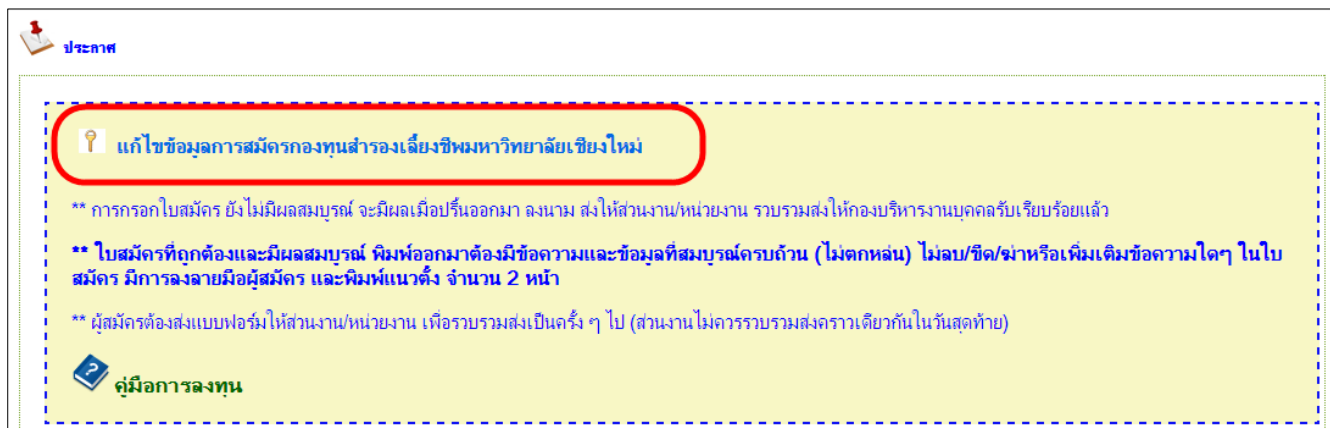 ประกาศ
แก้ไขข้อมูลการสมัครกองทุนสำรองเลี้ยงชีพมหาวิทยาลัยเชียงใหม่
** การกรอกใบสมัคร ยังไม่มีผลสมบูรณ์ จะมีผลเมื่อปริ้นออกมา ลงนาม ส่งให้ส่วนงาน/หน่วยงาน รวบรวมส่งให้กองบริหารงานบุคคลรับเรียบร้อยแล้ว
** ใบสมัครที่ถูกต้องและมีผลสมบูรณ์ พิมพ์ออกมาต้องมีข้อความและข้อมูลที่สมบูรณ์ครบถ้วน (ไม่ตกหล่น) ไม่ลบ/ขีด/ฆ่าหรือเพิ่มเติมข้อความใดๆ ในใบ
สมัคร มีการลงลายมือผู้สมัคร และพิมพ์แนวตั้ง จำนวน 2 หน้า
** ผู้สมัครต้องส่งแบบฟอร์มให้ส่วนงาน/หน่วยงาน เพื่อรวบรวมส่งเป็นครั้ง ๆ ไป (ส่วนงานไม่ควรรวบรวมส่งคราวเดียวกันในวันสุดท้าย)
คู่มือการลงทุน